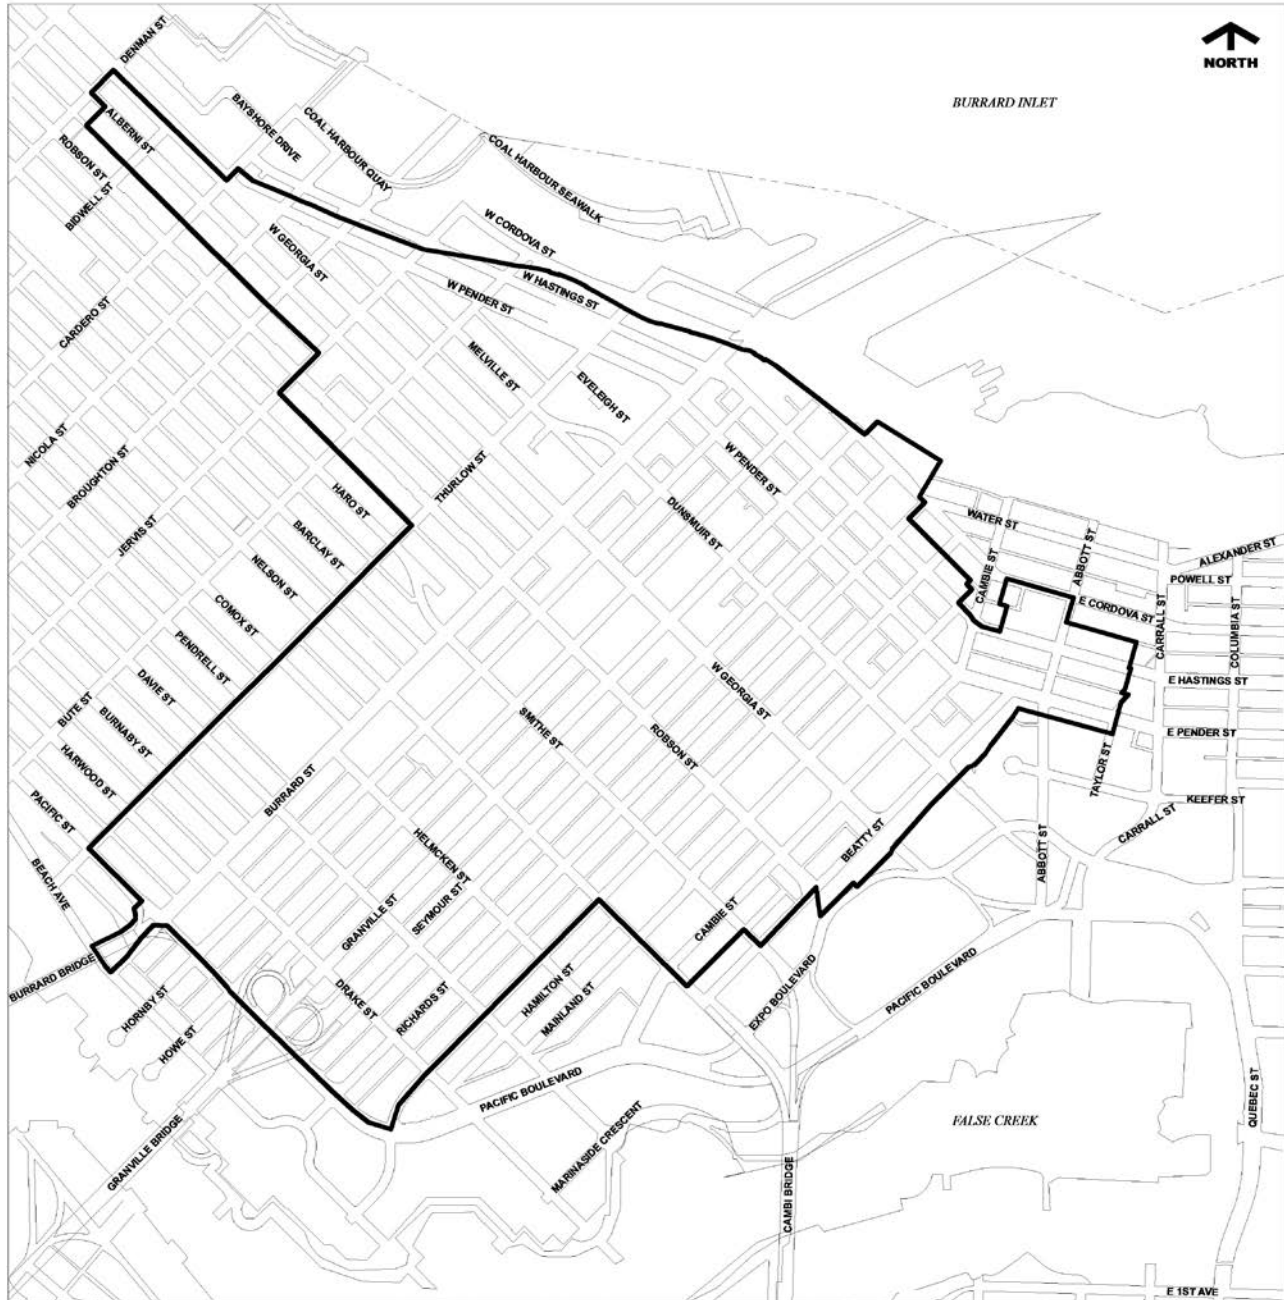 DENMAN ST
NORTH
BURRARD INLET
BAYSHORE DRIVE
COAL HARBOUR QUAY
ALBERNI ST
ROBSON ST
COAL HARBOUR SEAWALK
BIDWELL ST
W CORDOVA ST
W GEORGIA ST
W HASTINGS ST
W PENDER ST
CARDERO ST
MELVILLE ST
EVELEIGH ST
NICOLA ST
BROUGHTON ST
THURLOW ST
W PENDER ST
HARO ST
DUNSMUIR ST
WATER ST
JERVIS ST
BARCLAY ST
ABBOTT ST
ALEXANDER ST
NELSON ST
CAMBIE ST
POWELL ST
COMOX ST
E CORDOVA ST
CARRALL ST
COLUMBIA ST
PENDRELL ST
E HASTINGS ST
DAVIE ST
W GEORGIA ST
BUTE ST
BURNABY ST
SMITHE ST
ROBSON ST
E PENDER ST
HARWOOD ST
TAYLOR ST
BURRARD ST
PACIFIC ST
KEEFER ST
CARRALL ST
BEATTY ST
HELMCKEN ST
ABBOTT ST
BEACH AVE
SEYMOUR ST
GRANVILLE ST
CAMBIE ST
BURRARD BRIDGE
HORNBY ST
DRAKE ST
RICHARDS ST
HAMILTON ST
MAINLAND ST
EXPO BOULEVARD
PACIFIC BOULEVARD
HOWE ST
PACIFIC BOULEVARD
FALSE CREEK
QUEBEC ST
GRANVILLE BRIDGE
MARINASIDE CRESCENT
CAMBI BRIDGE
E 1ST AVE